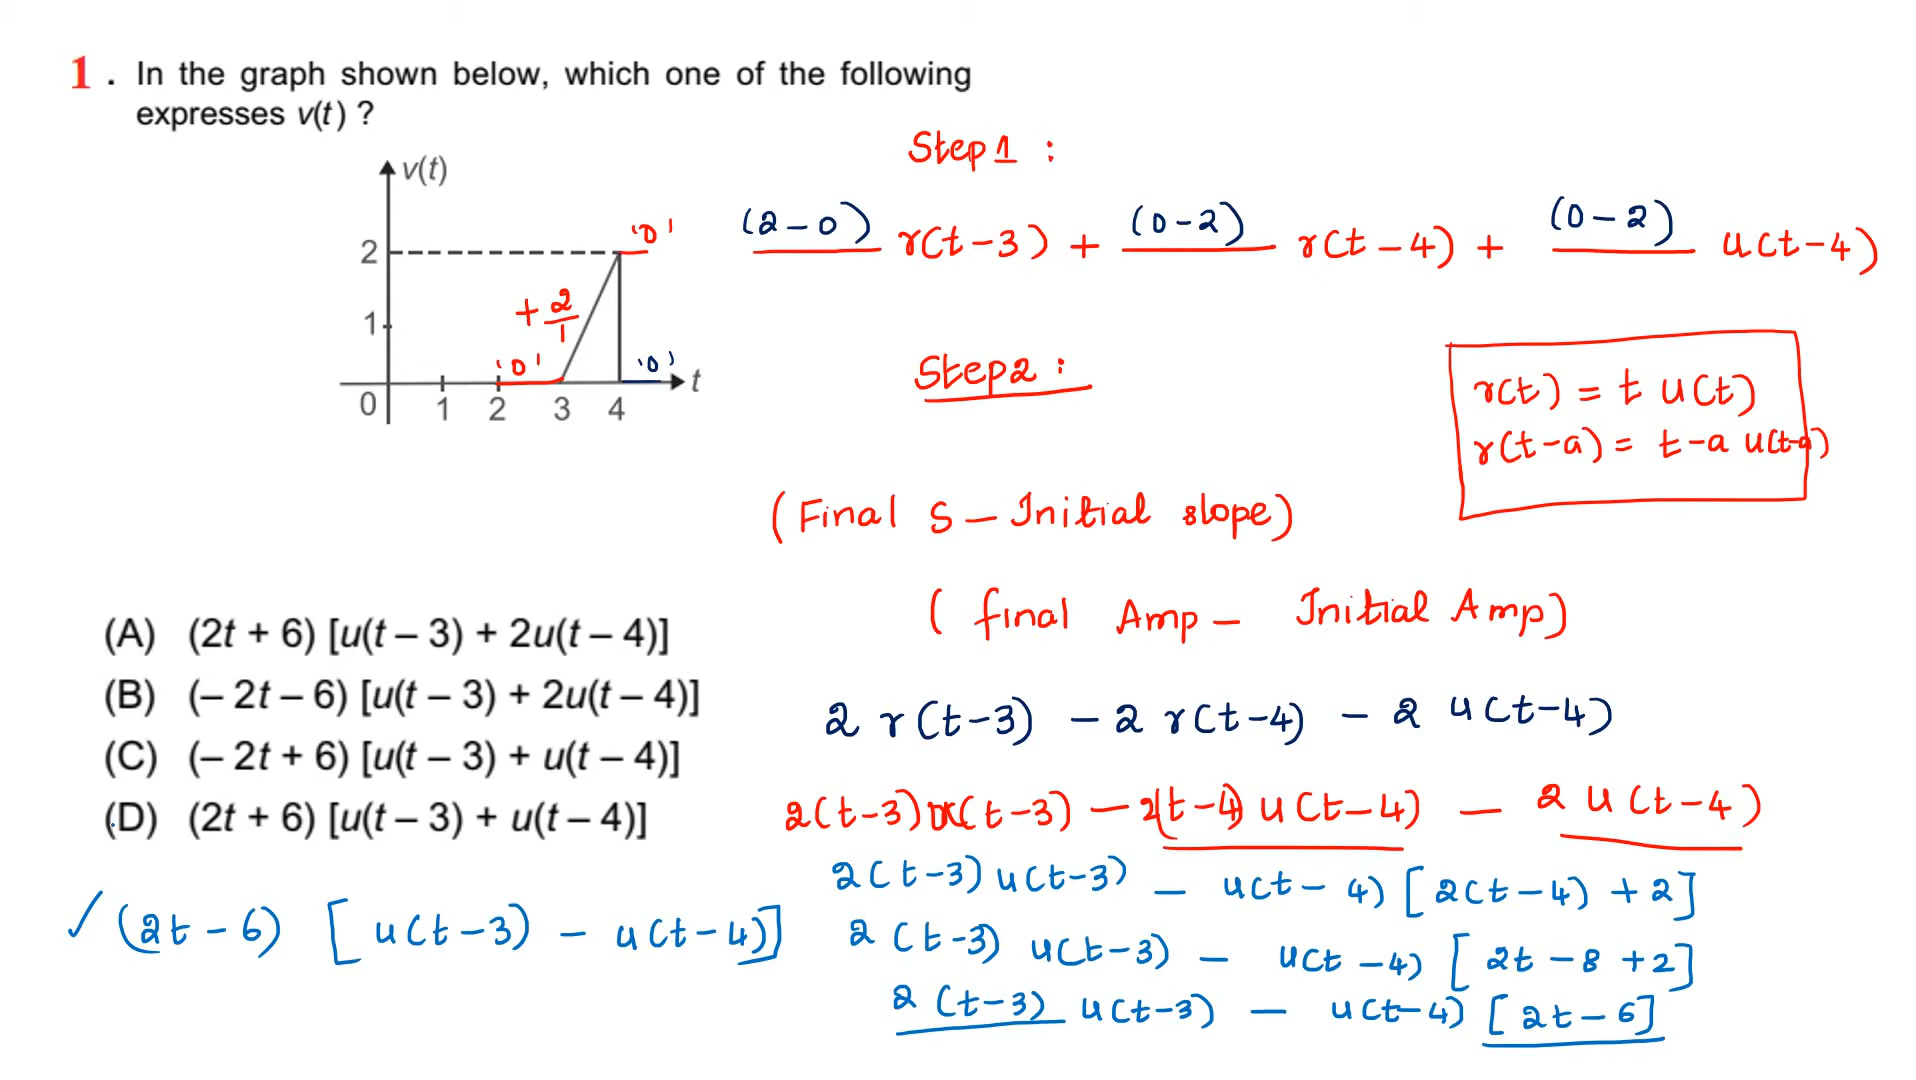 1. In the graph shown below, which one of the following
expresses v(t) ?
v(t)
2
1
0
1 2 3 4
t
'0'
+2/1
'0'
'0'
(A) (2t + 6) [u(t – 3) + 2u(t – 4)]
(B) (– 2t – 6) [u(t – 3) + 2u(t – 4)]
(C) (– 2t + 6) [u(t – 3) + u(t – 4)]
(D) (2t + 6) [u(t – 3) + u(t – 4)]
✓ (2t – 6) [u(t–3) – u(t–4)]
Step 1 :
(2–0) r(t–3) + (0–2) r(t–4) + (0–2) u(t–4)
Step 2 :
r(t) = t u(t)
r(t–a) = t–a u(t–a)
(Final S – Initial slope)
(final Amp – Initial Amp)
2 r(t–3) – 2 r(t–4) – 2 u(t–4)
2(t–3) u(t–3) – 2(t–4) u(t–4) – 2 u(t–4)
2(t–3) u(t–3) – u(t–4) [2(t–4) + 2]
2(t–3) u(t–3) – u(t–4) [2t – 8 + 2]
2(t–3) u(t–3) – u(t–4) [2t – 6]